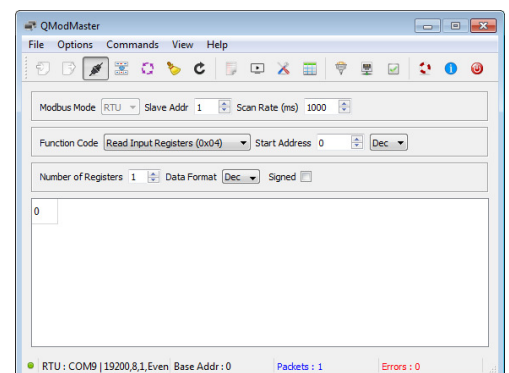 QModMaster
File Options Commands View Help
Modbus Mode RTU Slave Addr 1 Scan Rate (ms) 1000
Function Code Read Input Registers (0x04) Start Address 0 Dec
Number of Registers 1 Data Format Dec Signed
0
RTU : COM9 | 19200,8,1,Even Base Addr : 0 Packets : 1 Errors : 0